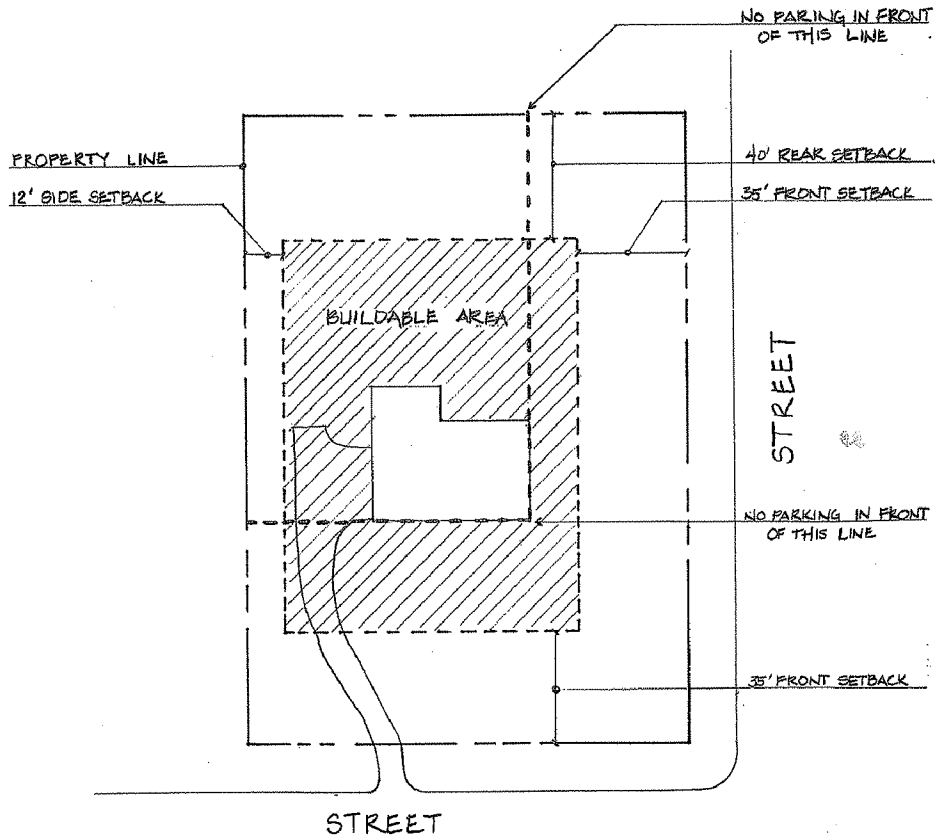 NO PARING IN FRONT
OF THIS LINE
PROPERTY LINE
40' REAR SETBACK
12' SIDE SETBACK
35' FRONT SETBACK
BUILDABLE AREA
STREET
NO PARKING IN FRONT
OF THIS LINE
35' FRONT SETBACK
STREET